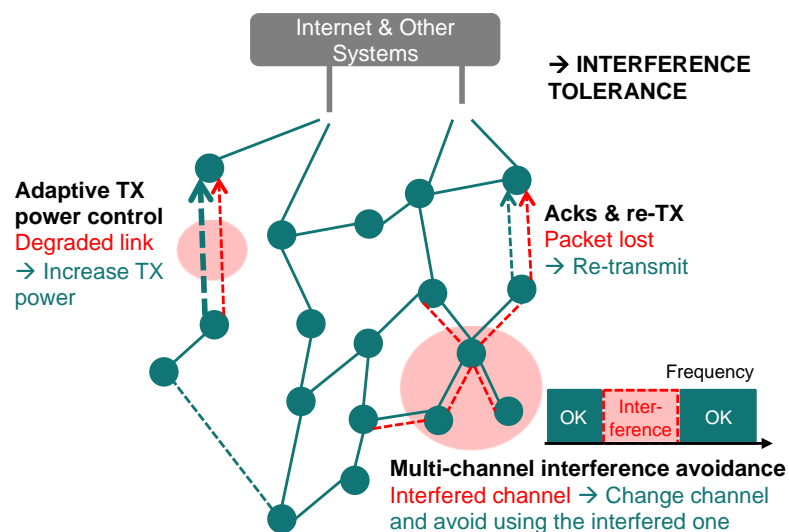 Internet & Other
Systems
→ INTERFERENCE
TOLERANCE
Adaptive TX
power control
Degraded link
→ Increase TX
power
Acks & re-TX
Packet lost
→ Re-transmit
Frequency
OK
Inter-
ference
OK
Multi-channel interference avoidance
Interfered channel → Change channel
and avoid using the interfered one